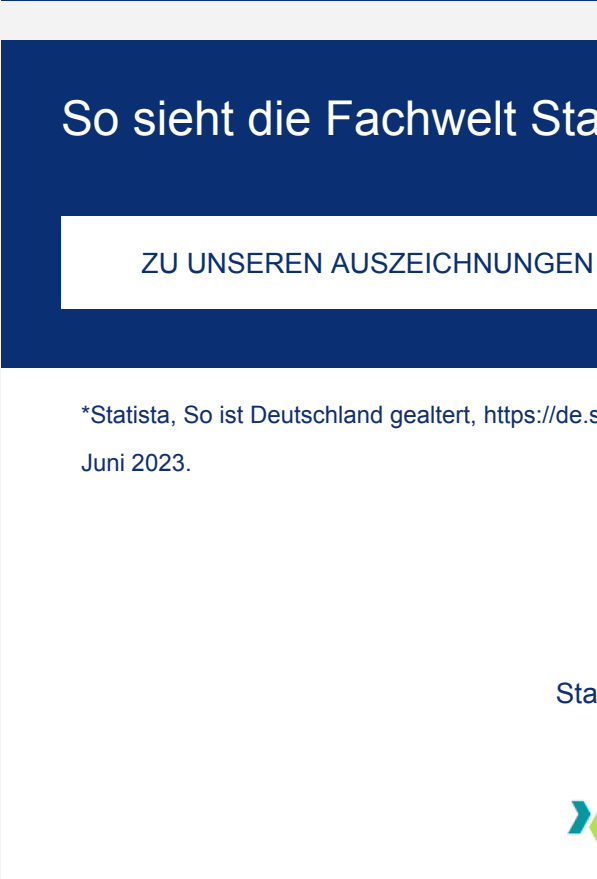 So sieht die Fachwelt Sta
ZU UNSEREN AUSZEICHNUNGEN
*Statista, So ist Deutschland gealtert, https://de.s
Juni 2023.
Sta